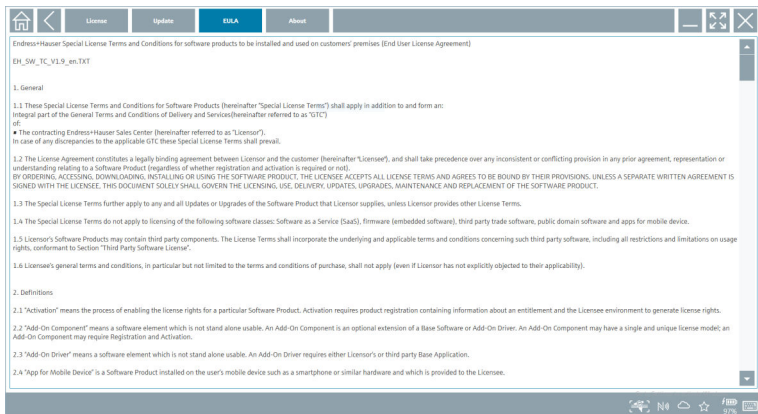 License
Update
EULA
About
Endress+Hauser Special License Terms and Conditions for software products to be installed and used on customers' premises (End User License Agreement)
EH_SW_TC_V1.9_en.TXT
1. General
1.1 These Special License Terms and Conditions for Software Products (hereinafter "Special License Terms") shall apply in addition to and form an:
Integral part of the General Terms and Conditions of Delivery and Services(hereinafter referred to as "GTC")
of:
▪ The contracting Endress+Hauser Sales Center (hereinafter referred to as "Licensor").
In case of any discrepancies to the applicable GTC these Special License Terms shall prevail.
1.2 The License Agreement constitutes a legally binding agreement between Licensor and the customer (hereinafter "Licensee"), and shall take precedence over any inconsistent or conflicting provision in any prior agreement, representation or
understanding relating to a Software Product (regardless of whether registration and activation is required or not).
BY ORDERING, ACCESSING, DOWNLOADING, INSTALLING OR USING THE SOFTWARE PRODUCT, THE LICENSEE ACCEPTS ALL LICENSE TERMS AND AGREES TO BE BOUND BY THEIR PROVISIONS. UNLESS A SEPARATE WRITTEN AGREEMENT IS
SIGNED WITH THE LICENSEE, THIS DOCUMENT SOLELY SHALL GOVERN THE LICENSING, USE, DELIVERY, UPDATES, UPGRADES, MAINTENANCE AND REPLACEMENT OF THE SOFTWARE PRODUCT.
1.3 The Special License Terms further apply to any and all Updates or Upgrades of the Software Product that Licensor supplies, unless Licensor provides other License Terms.
1.4 The Special License Terms do not apply to licensing of the following software classes: Software as a Service (SaaS), firmware (embedded software), third party trade software, public domain software and apps for mobile device.
1.5 Licensor's Software Products may contain third party components. The License Terms shall incorporate the underlying and applicable terms and conditions concerning such third party software, including all restrictions and limitations on usage
rights, conformant to Section "Third Party Software License".
1.6 Licensee's general terms and conditions, in particular but not limited to the terms and conditions of purchase, shall not apply (even if Licensor has not explicitly objected to their applicability).
2. Definitions
2.1 "Activation" means the process of enabling the license rights for a particular Software Product. Activation requires product registration containing information about an entitlement and the Licensee environment to generate license rights.
2.2 "Add-On Component" means a software element which is not stand alone usable. An Add-On Component is an optional extension of a Base Software or Add-On Driver. An Add-On Component may have a single and unique license model; an
Add-On Component may require Registration and Activation.
2.3 "Add-On Driver" means a software element which is not stand alone usable. An Add-On Driver requires either Licensor's or third party Base Application.
2.4 "App for Mobile Device" is a Software Product installed on the user's mobile device such as a smartphone or similar hardware and which is provided to the Licensee.
97%